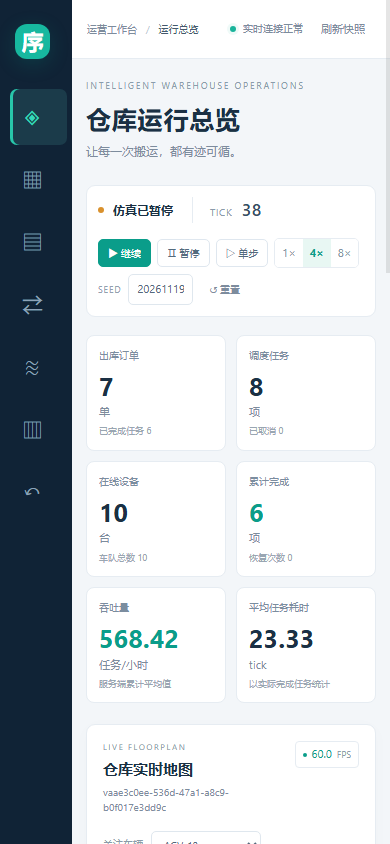 序
运营工作台 / 运行总览 实时连接正常 刷新快照
INTELLIGENT WAREHOUSE OPERATIONS
仓库运行总览
让每一次搬运，都有迹可循。
仿真已暂停 TICK 38
▶ 继续 II 暂停 ▷ 单步 1× 4× 8×
SEED 20261119 ↺ 重置
出库订单 调度任务
7 8
单 项
已完成任务 6 已取消 0
在线设备 累计完成
10 6
台 项
车队总数 10 恢复次数 0
吞吐量 平均任务耗时
568.42 23.33
任务/小时 tick
服务端累计平均值 以实际完成任务统计
LIVE FLOORPLAN 60.0 FPS
仓库实时地图
vaae3c0ee-536d-47a1-a8c9-
b0f017e3dd9c